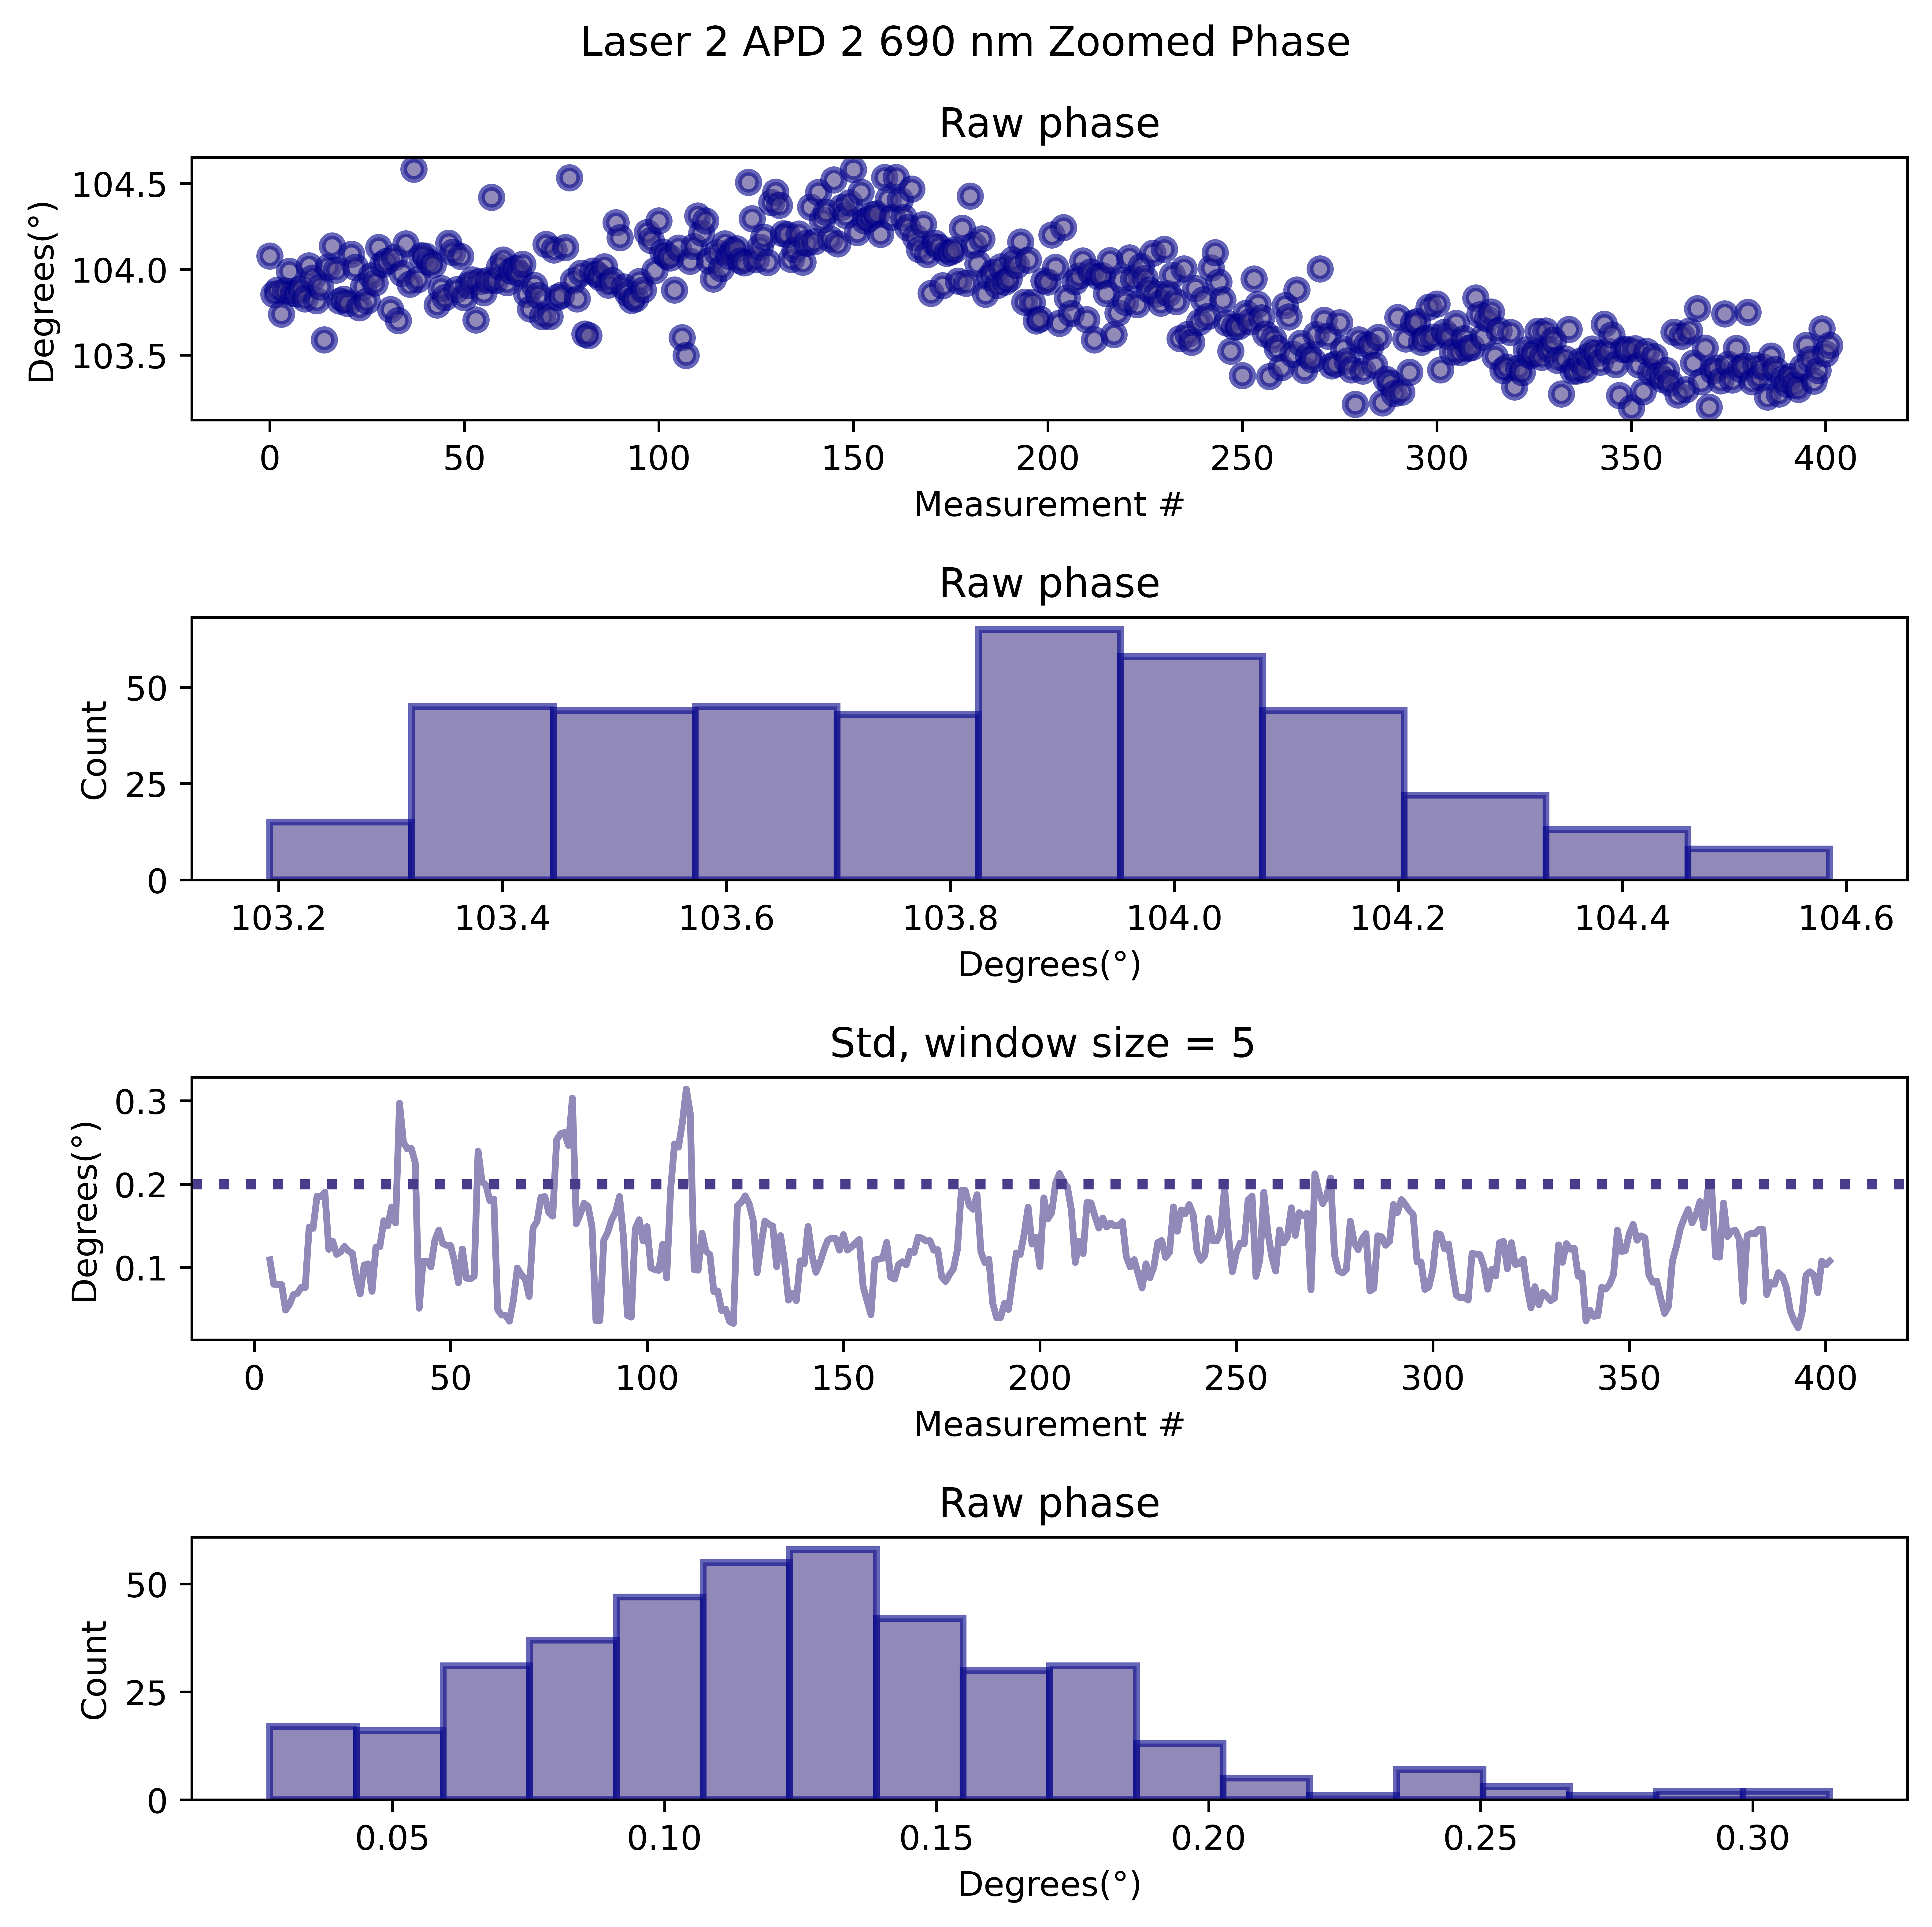 Laser 2 APD 2 690 nm Zoomed Phase
Raw phase
Degrees(°)
104.5
104.0
103.5
0 50 100 150 200 250 300 350 400
Measurement #
Raw phase
Count
50
25
0
103.2 103.4 103.6 103.8 104.0 104.2 104.4 104.6
Degrees(°)
Std, window size = 5
Degrees(°)
0.3
0.2
0.1
0 50 100 150 200 250 300 350 400
Measurement #
Raw phase
Count
50
25
0
0.05 0.10 0.15 0.20 0.25 0.30
Degrees(°)